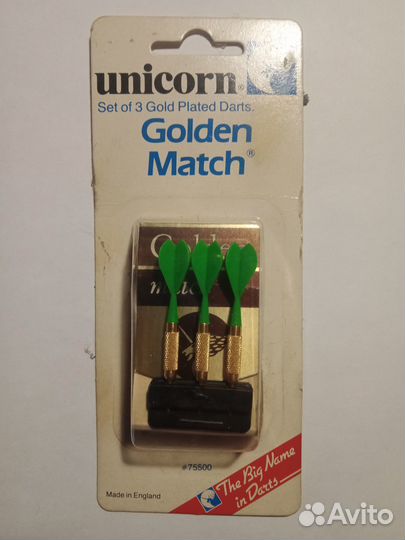 unicorn®
Set of 3 Gold Plated Darts.
Golden
Match®
Golden
#75500
The Big Name
in Darts
Made in England
Avito